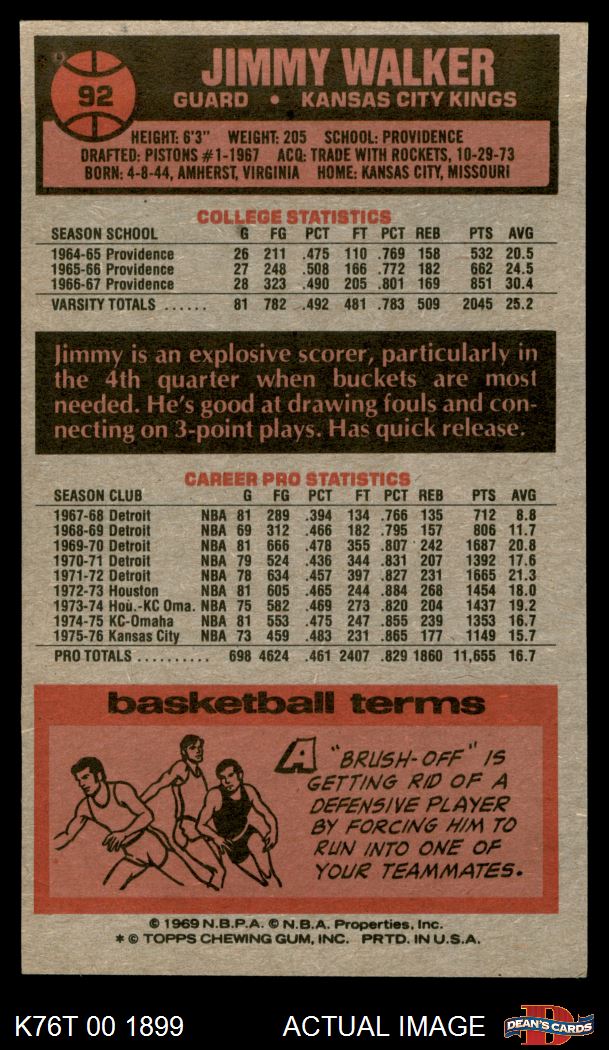 92
JIMMY WALKER
GUARD • KANSAS CITY KINGS
HEIGHT: 6'3" WEIGHT: 205 SCHOOL: PROVIDENCE
DRAFTED: PISTONS #1-1967 ACQ: TRADE WITH ROCKETS, 10-29-73
BORN: 4-8-44, AMHERST, VIRGINIA HOME: KANSAS CITY, MISSOURI
COLLEGE STATISTICS
SEASON SCHOOL G FG PCT FT PCT REB PTS AVG
1964-65 Providence 26 211 .475 110 .769 158 532 20.5
1965-66 Providence 27 248 .508 166 .772 182 662 24.5
1966-67 Providence 28 323 .490 205 .801 169 851 30.4
VARSITY TOTALS ...... 81 782 .492 481 .783 509 2045 25.2
Jimmy is an explosive scorer, particularly in
the 4th quarter when buckets are most
needed. He's good at drawing fouls and con-
necting on 3-point plays. Has quick release.
CAREER PRO STATISTICS
SEASON CLUB G FG PCT FT PCT REB PTS AVG
1967-68 Detroit NBA 81 289 .394 134 .766 135 712 8.8
1968-69 Detroit NBA 69 312 .466 182 .795 157 806 11.7
1969-70 Detroit NBA 81 666 .478 355 .807 242 1687 20.8
1970-71 Detroit NBA 79 524 .436 344 .831 207 1392 17.6
1971-72 Detroit NBA 78 634 .457 397 .827 231 1665 21.3
1972-73 Houston NBA 81 605 .465 244 .884 268 1454 18.0
1973-74 Hou.-KC Oma. NBA 75 582 .469 273 .820 204 1437 19.2
1974-75 KC-Omaha NBA 81 553 .475 247 .855 239 1353 16.7
1975-76 Kansas City NBA 73 459 .483 231 .865 177 1149 15.7
PRO TOTALS .......... 698 4624 .461 2407 .829 1860 11,655 16.7
basketball terms
A "BRUSH-OFF" IS
GETTING RID OF A
DEFENSIVE PLAYER
BY FORCING HIM TO
RUN INTO ONE OF
YOUR TEAMMATES.
© 1969 N.B.P.A. © N.B.A. Properties, Inc.
* © TOPPS CHEWING GUM, INC. PRTD. IN U.S.A.
K76T 00 1899 ACTUAL IMAGE DEAN'S CARDS